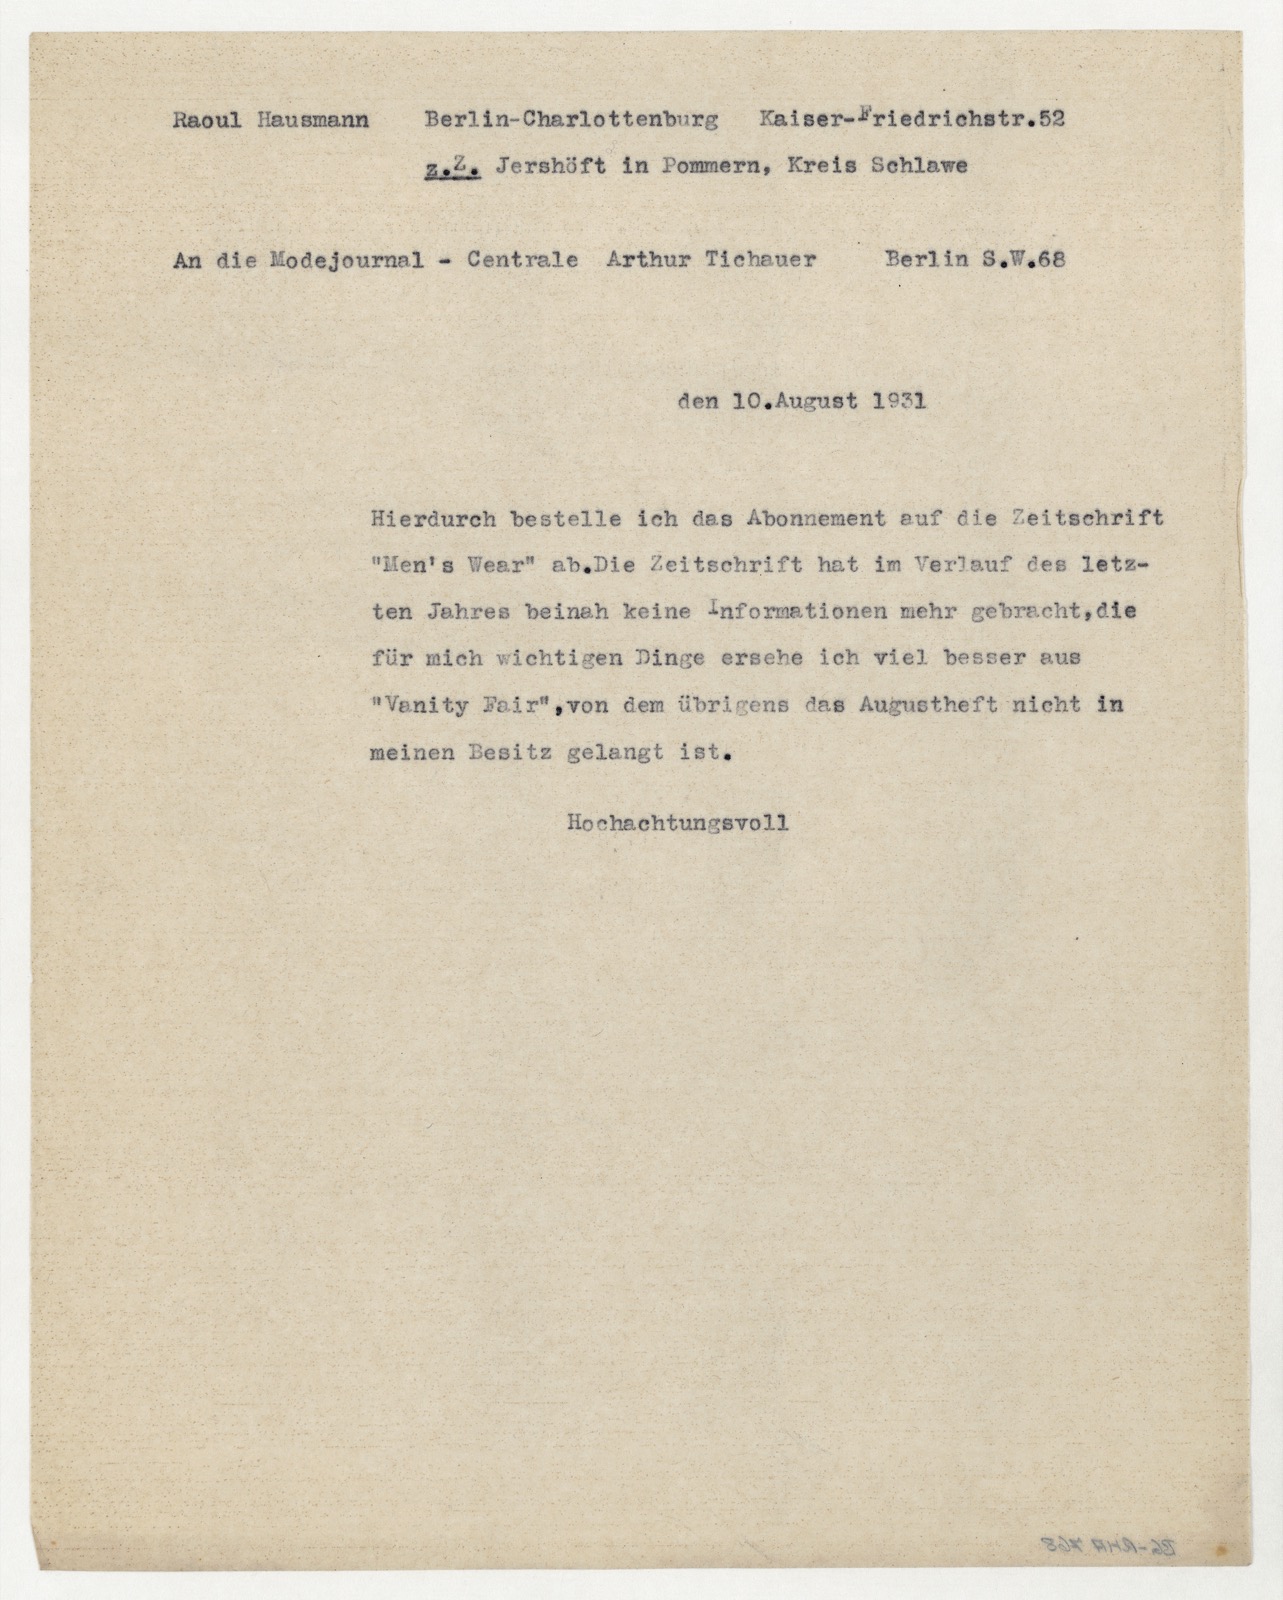 Raoul Hausmann Berlin-Charlottenburg Kaiser-Friedrichstr.52
z.Z. Jershöft in Pommern, Kreis Schlawe
An die Modejournal - Centrale Arthur Tichauer Berlin S.W.68
den 10.August 1931
Hierdurch bestelle ich das Abonnement auf die Zeitschrift
"Men's Wear" ab.Die Zeitschrift hat im Verlauf des letz-
ten Jahres beinah keine Informationen mehr gebracht,die
für mich wichtigen Dinge ersehe ich viel besser aus
"Vanity Fair",von dem übrigens das Augustheft nicht in
meinen Besitz gelangt ist.
Hochachtungsvoll